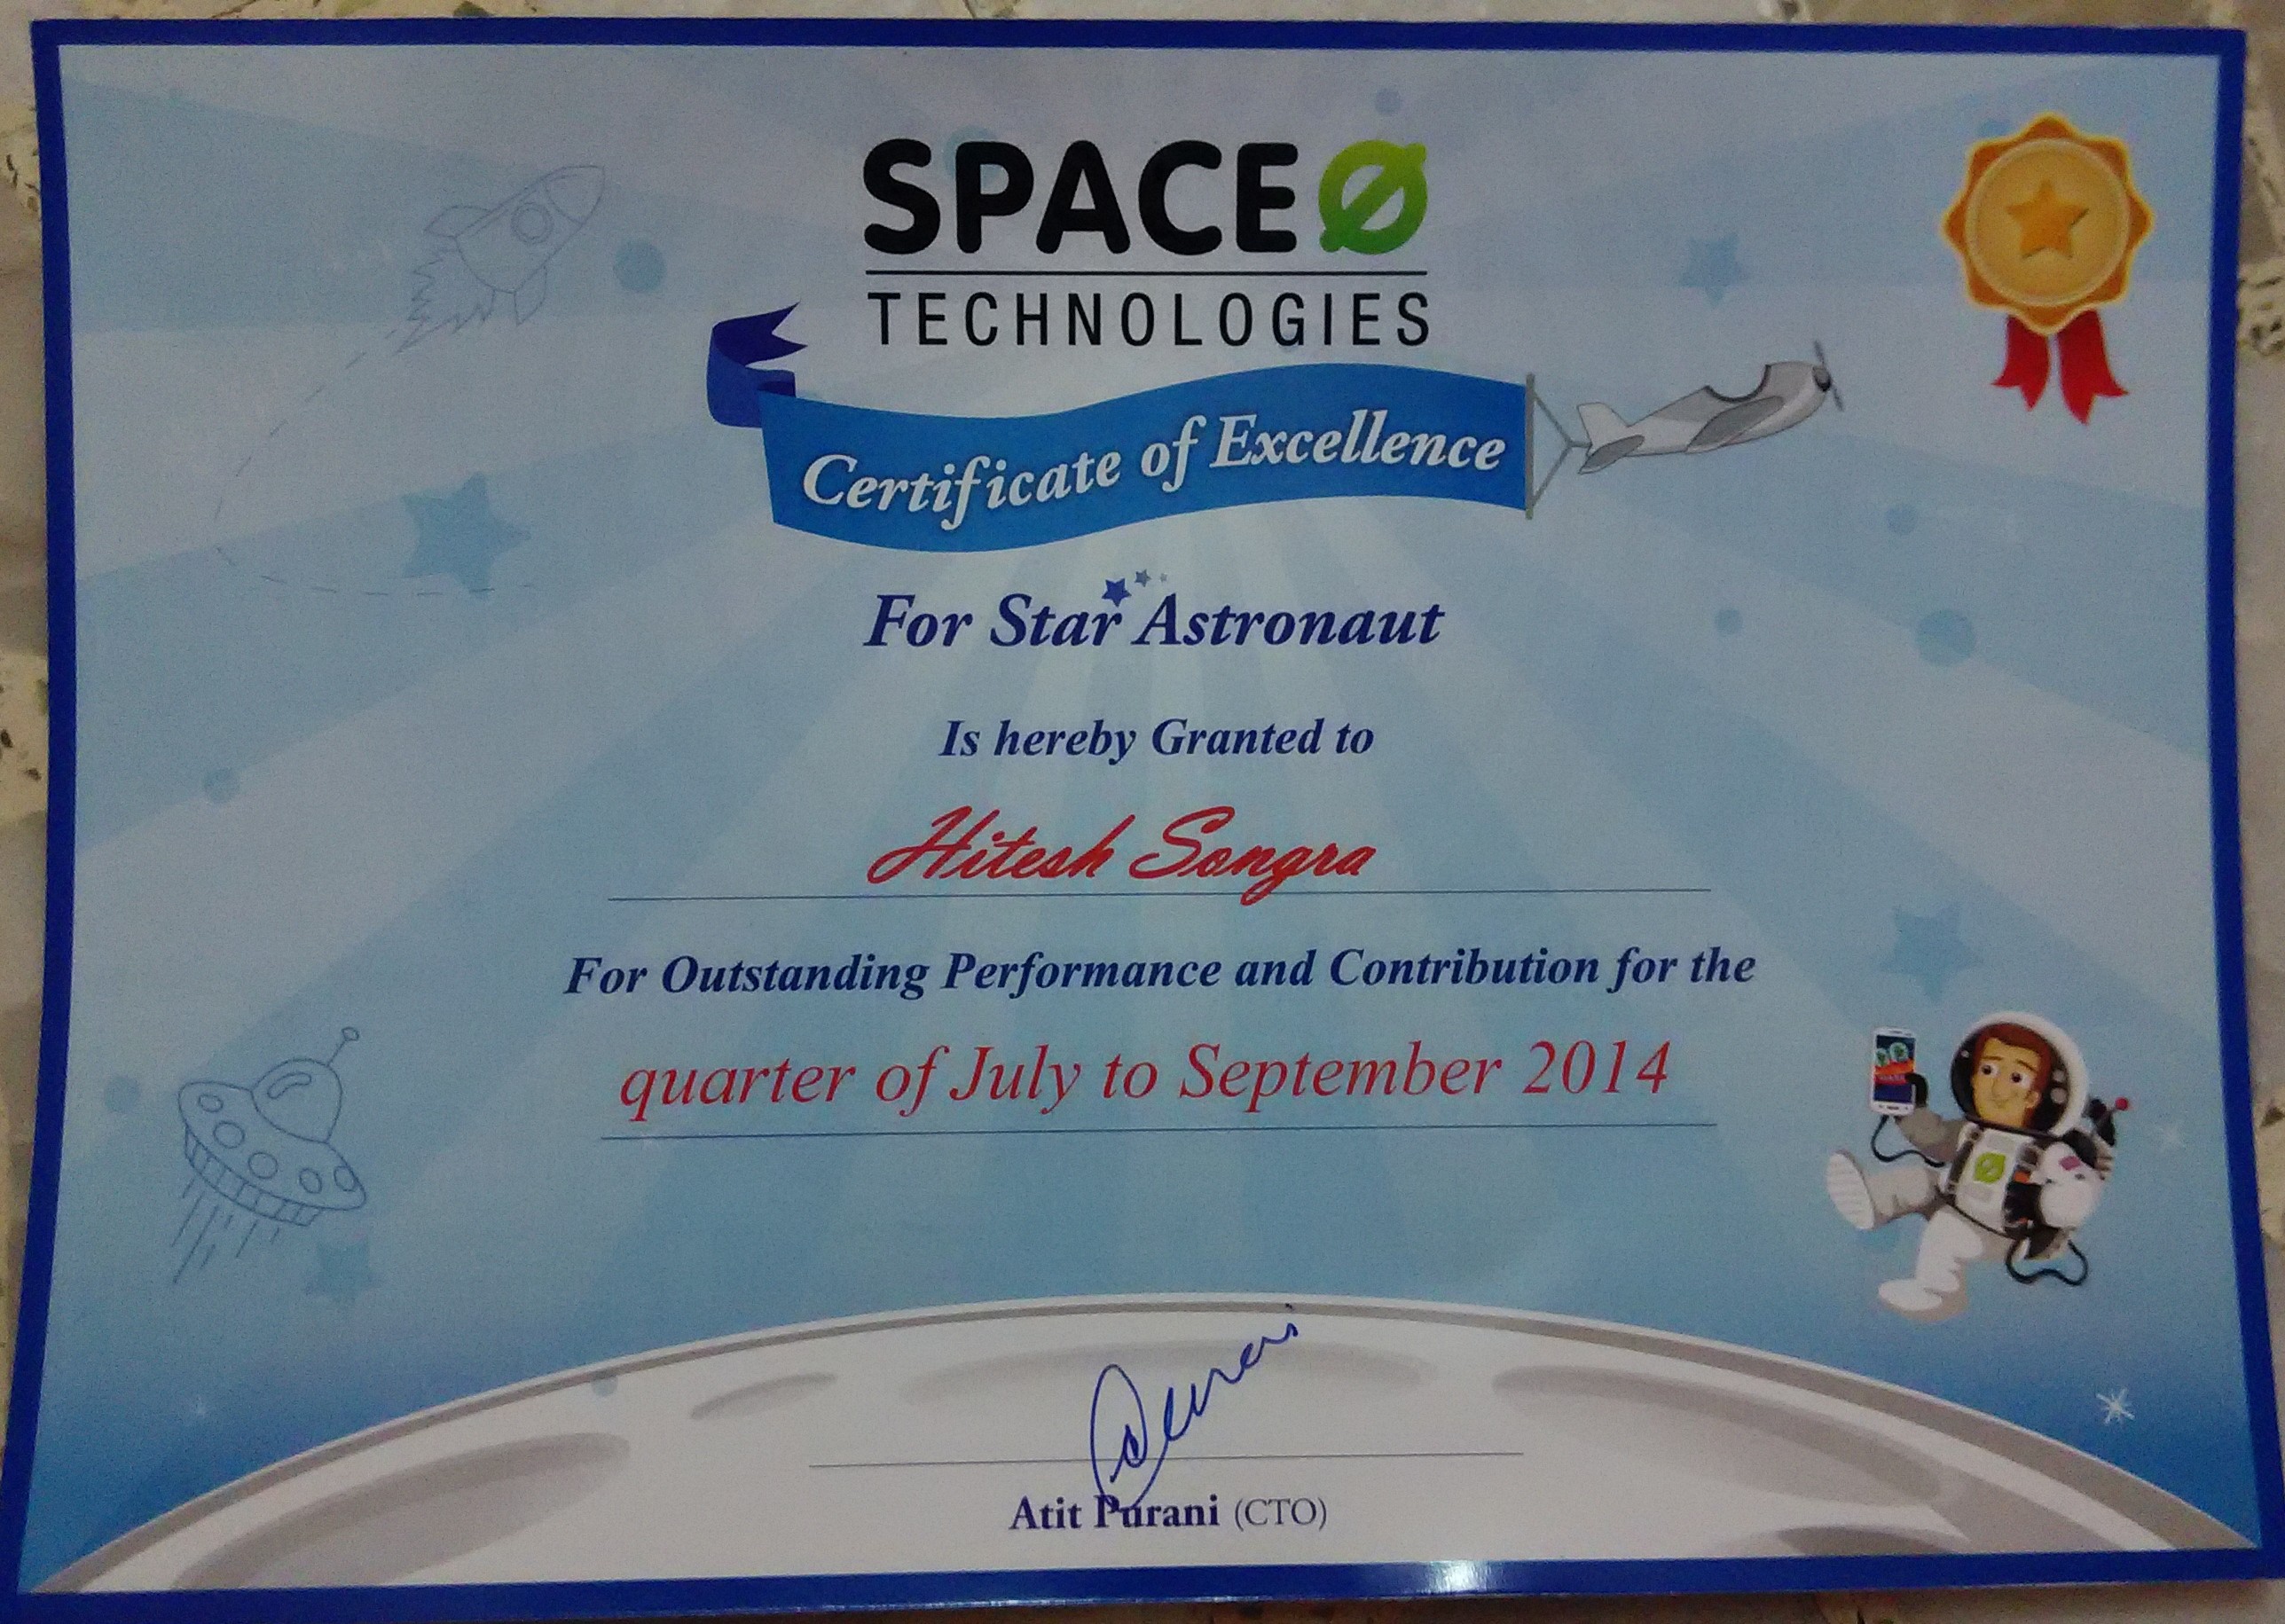 SPACEO
TECHNOLOGIES
Certificate of Excellence
For Star Astronaut
Is hereby Granted to
Hitesh Songra
For Outstanding Performance and Contribution for the
quarter of July to September 2014
Atit Purani (CTO)